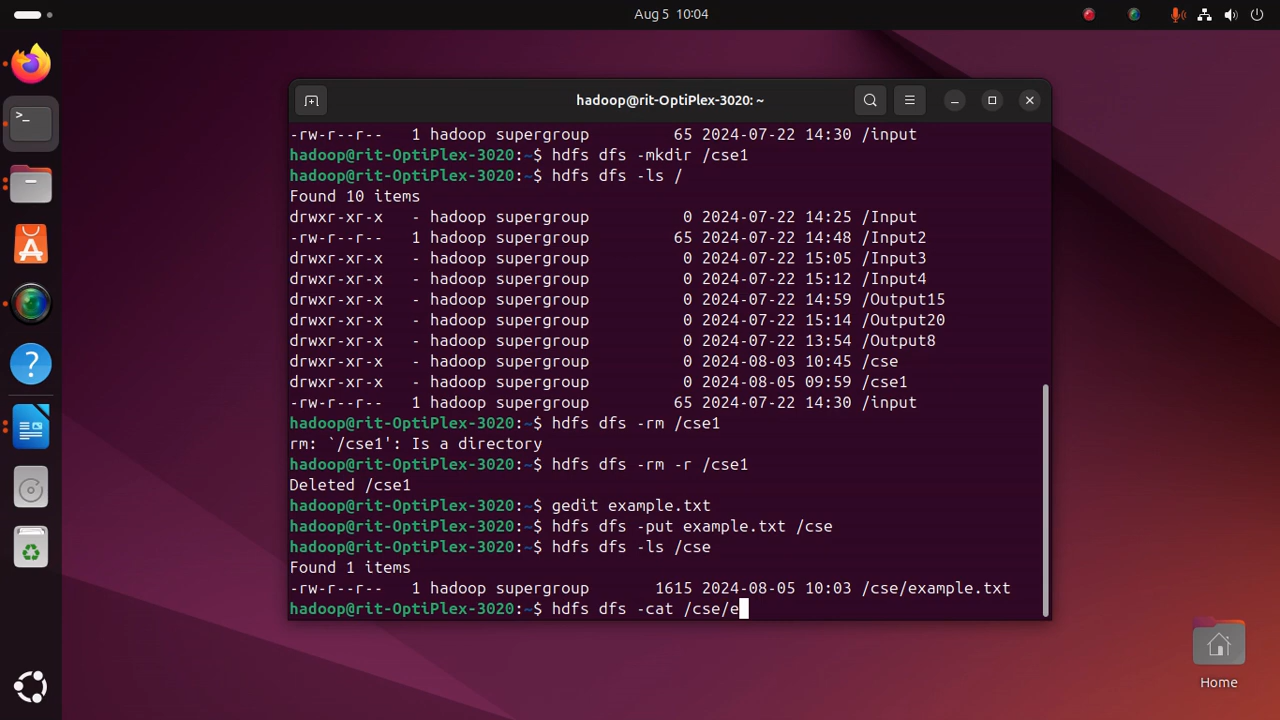 Aug 5 10:04
hadoop@rit-OptiPlex-3020: ~
-rw-r--r-- 1 hadoop supergroup 65 2024-07-22 14:30 /input
hadoop@rit-OptiPlex-3020:~$ hdfs dfs -mkdir /cse1
hadoop@rit-OptiPlex-3020:~$ hdfs dfs -ls /
Found 10 items
drwxr-xr-x - hadoop supergroup 0 2024-07-22 14:25 /Input
-rw-r--r-- 1 hadoop supergroup 65 2024-07-22 14:48 /Input2
drwxr-xr-x - hadoop supergroup 0 2024-07-22 15:05 /Input3
drwxr-xr-x - hadoop supergroup 0 2024-07-22 15:12 /Input4
drwxr-xr-x - hadoop supergroup 0 2024-07-22 14:59 /Output15
drwxr-xr-x - hadoop supergroup 0 2024-07-22 15:14 /Output20
drwxr-xr-x - hadoop supergroup 0 2024-07-22 13:54 /Output8
drwxr-xr-x - hadoop supergroup 0 2024-08-03 10:45 /cse
drwxr-xr-x - hadoop supergroup 0 2024-08-05 09:59 /cse1
-rw-r--r-- 1 hadoop supergroup 65 2024-07-22 14:30 /input
hadoop@rit-OptiPlex-3020:~$ hdfs dfs -rm /cse1
rm: `/cse1': Is a directory
hadoop@rit-OptiPlex-3020:~$ hdfs dfs -rm -r /cse1
Deleted /cse1
hadoop@rit-OptiPlex-3020:~$ gedit example.txt
hadoop@rit-OptiPlex-3020:~$ hdfs dfs -put example.txt /cse
hadoop@rit-OptiPlex-3020:~$ hdfs dfs -ls /cse
Found 1 items
-rw-r--r-- 1 hadoop supergroup 1615 2024-08-05 10:03 /cse/example.txt
hadoop@rit-OptiPlex-3020:~$ hdfs dfs -cat /cse/e
Home